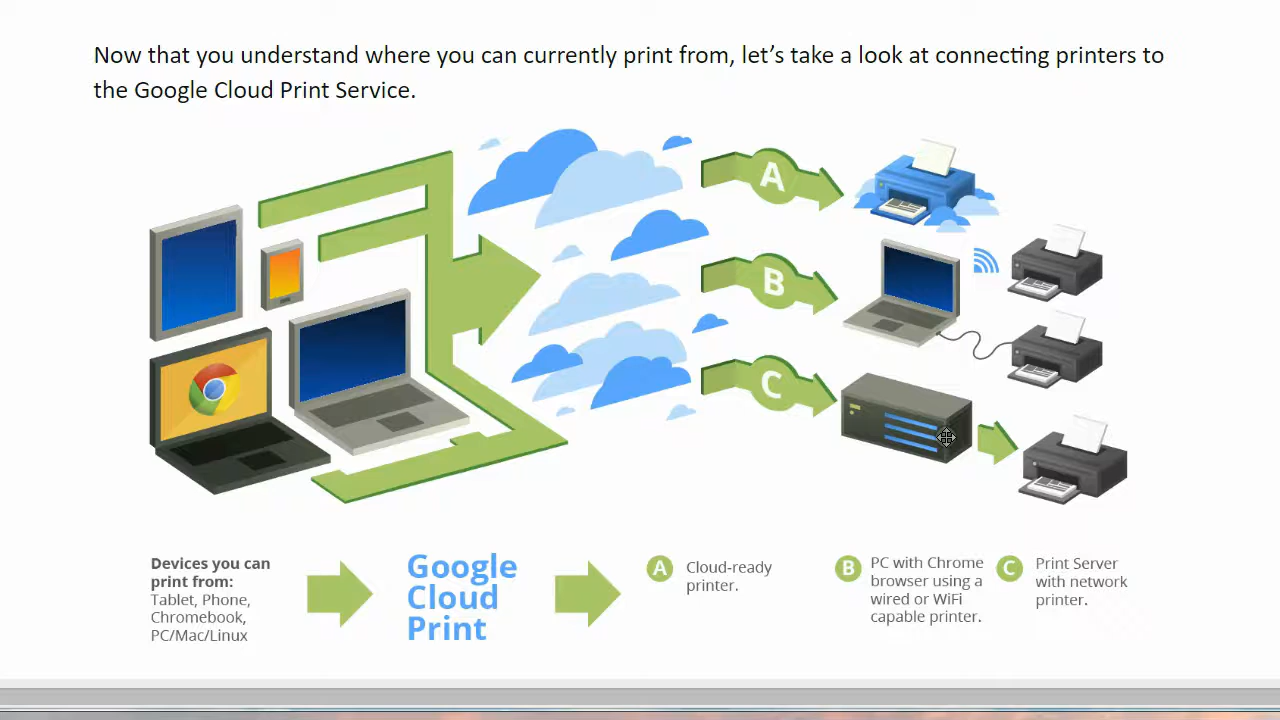 Now that you understand where you can currently print from, let’s take a look at connecting printers to
the Google Cloud Print Service.
A
B
C
Devices you can
print from:
Tablet, Phone,
Chromebook,
PC/Mac/Linux
Google
Cloud
Print
A Cloud-ready
printer.
B PC with Chrome
browser using a
wired or WiFi
capable printer.
C Print Server
with network
printer.